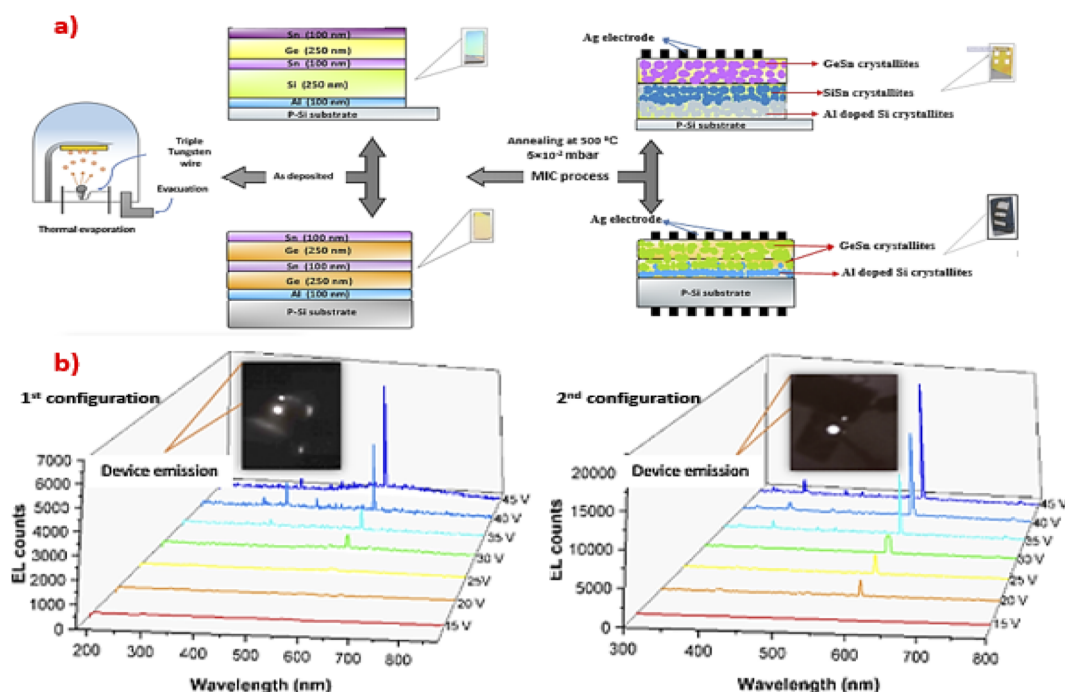 a)
Sn (100 nm)
Ge (250 nm)
Sn (100 nm)
Si (250 nm)
Al (100 nm)
P-Si substrate
Ag electrode
GeSn crystallites
SiSn crystallites
Al doped Si crystallites
P-Si substrate
Triple
Tungsten
wire
Evacuation
Thermal evaporation
As deposited
Annealing at 500 °C
5×10⁻² mbar
MIC process
Sn (100 nm)
Ge (250 nm)
Sn (100 nm)
Ge (250 nm)
Al (100 nm)
P-Si substrate
Ag electrode
GeSn crystallites
Al doped Si crystallites
P-Si substrate
b)
1st configuration
Device emission
EL counts
7000
6000
5000
4000
3000
2000
1000
0
200 300 400 500 600 700 800
Wavelength (nm)
45 V
40 V
35 V
30 V
25V
20 V
15 V
2nd configuration
Device emission
EL counts
20000
15000
10000
5000
0
300 400 500 600 700 800
Wavelength (nm)
45 V
40 V
35 V
30 V
25 V
20 V
15 V